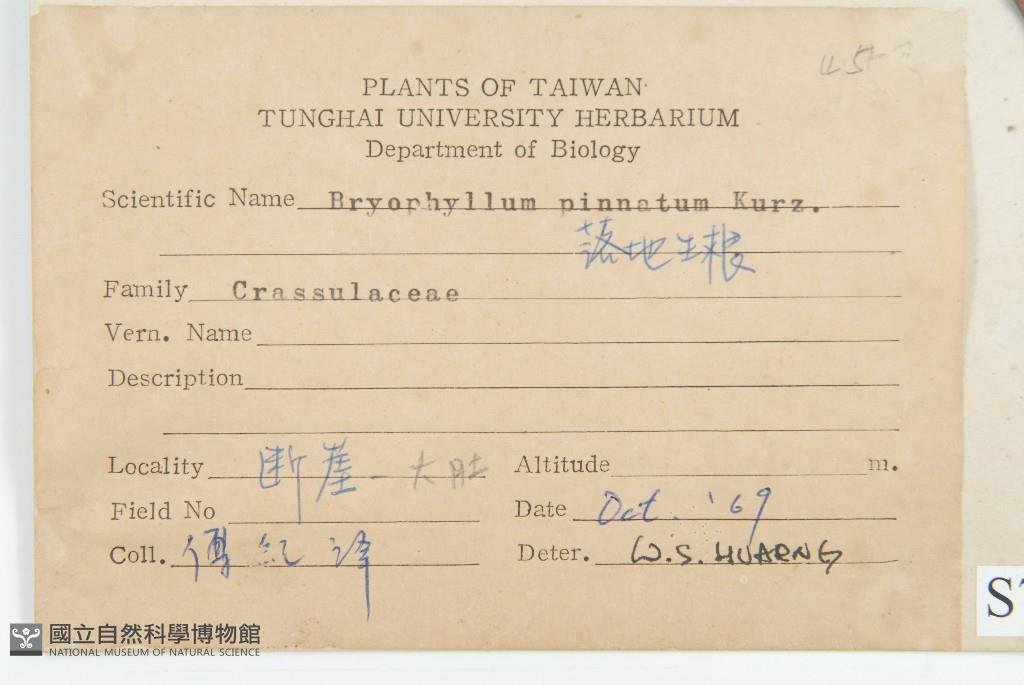 PLANTS OF TAIWAN
TUNGHAI UNIVERSITY HERBARIUM
Department of Biology
Scientific Name Bryophyllum pinnatum Kurz.
落地生根
Family Crassulaceae
Vern. Name
Description
Locality 断崖-大肚 Altitude m.
Field No Date Oct. '69
Coll. 傅紀 Deter. W.S. HUARNG
國立自然科學博物館
NATIONAL MUSEUM OF NATURAL SCIENCE